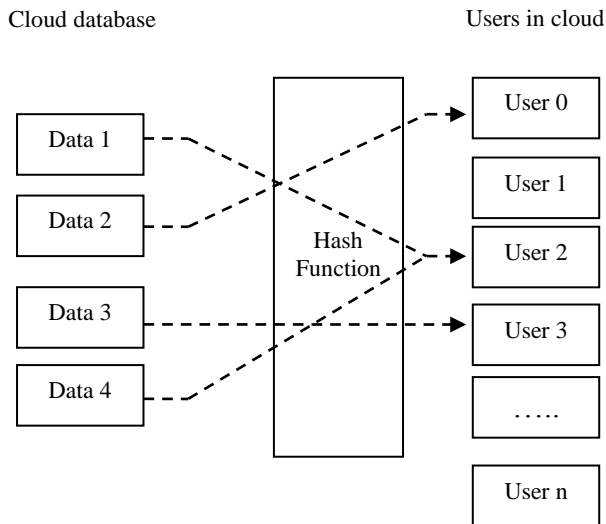 Cloud database
Users in cloud
Data 1
Data 2
Data 3
Data 4
Hash
Function
User 0
User 1
User 2
User 3
…..
User n